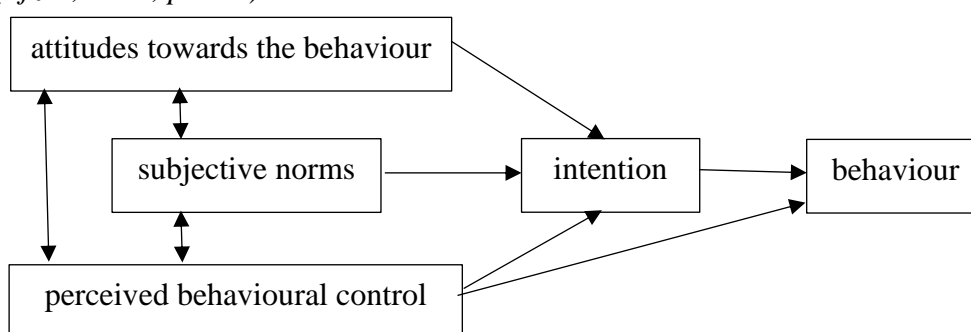 attitudes towards the behaviour
subjective norms
intention
behaviour
perceived behavioural control